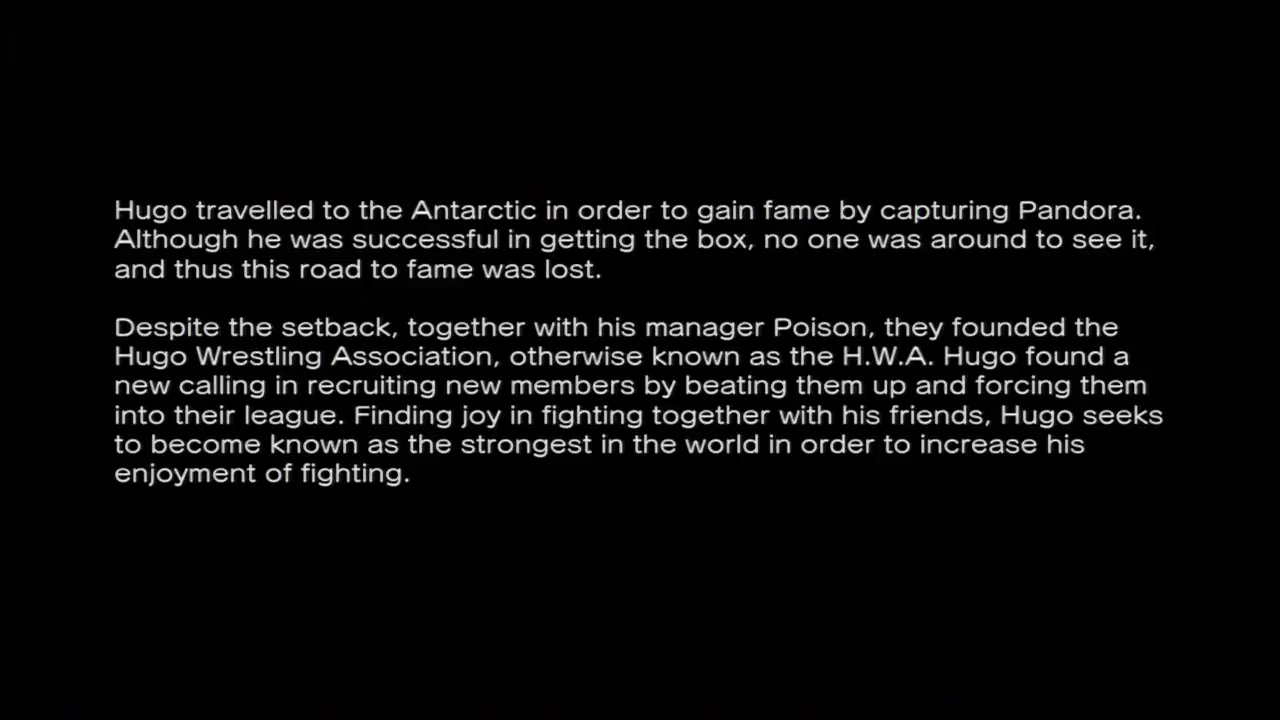 Hugo travelled to the Antarctic in order to gain fame by capturing Pandora.
Although he was successful in getting the box, no one was around to see it,
and thus this road to fame was lost.
Despite the setback, together with his manager Poison, they founded the
Hugo Wrestling Association, otherwise known as the H.W.A. Hugo found a
new calling in recruiting new members by beating them up and forcing them
into their league. Finding joy in fighting together with his friends, Hugo seeks
to become known as the strongest in the world in order to increase his
enjoyment of fighting.